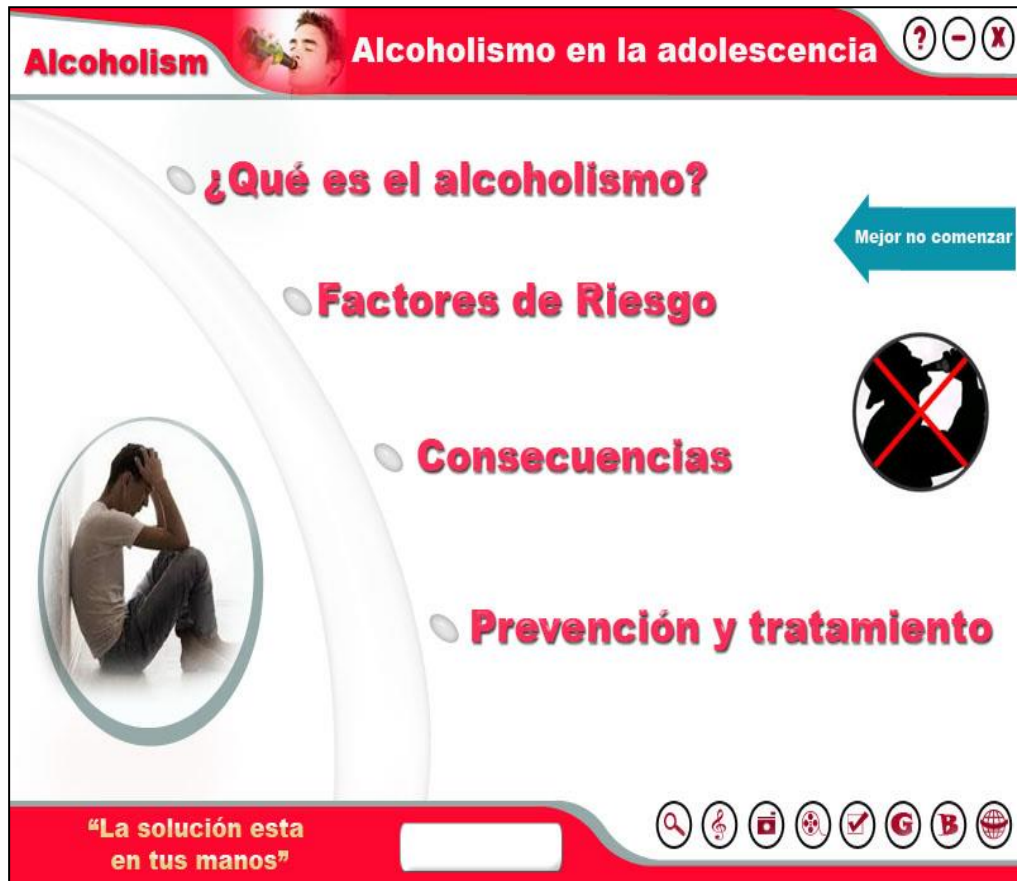 Alcoholism
Alcoholismo en la adolescencia
? - X
¿Qué es el alcoholismo?
Mejor no comenzar
Factores de Riesgo
Consecuencias
Prevención y tratamiento
“La solución esta
en tus manos”
G B